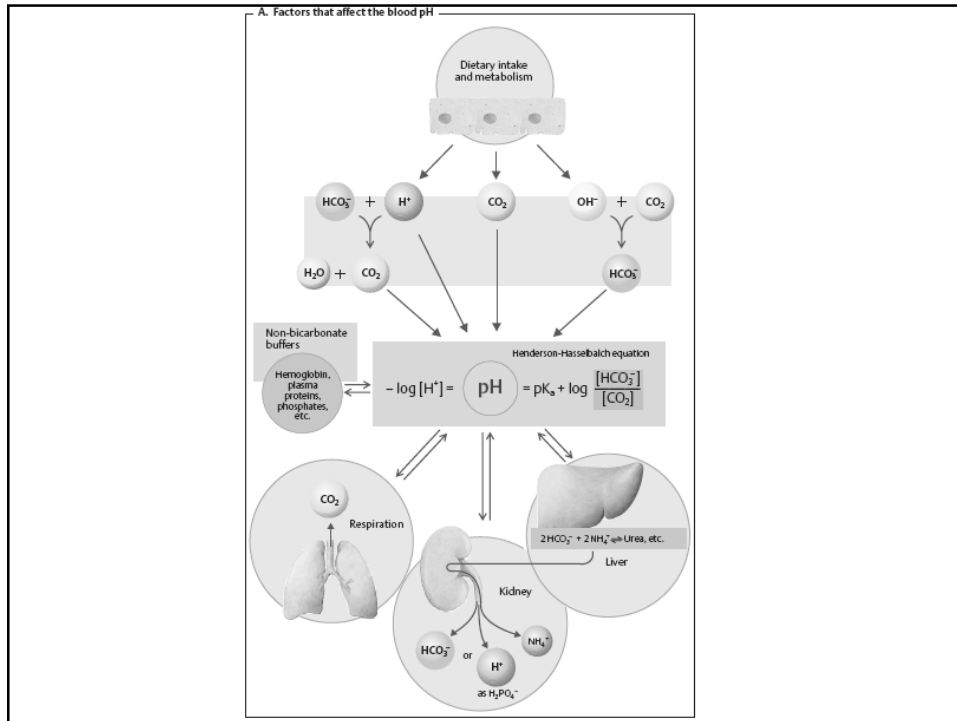 A. Factors that affect the blood pH
Dietary intake
and metabolism
HCO₃⁻ + H⁺
CO₂
OH⁻ + CO₂
H₂O + CO₂
HCO₃⁻
Non-bicarbonate
buffers
Hemoglobin,
plasma
proteins,
phosphates,
etc.
Henderson-Hasselbalch equation
– log [H⁺] = pH = pKₐ + log [HCO₃⁻]
[CO₂]
CO₂
Respiration
2 HCO₃⁻ + 2 NH₄⁻ ⇌ Urea, etc.
Liver
Kidney
HCO₃⁻ or H⁺
NH₄⁻
as H₂PO₄⁻